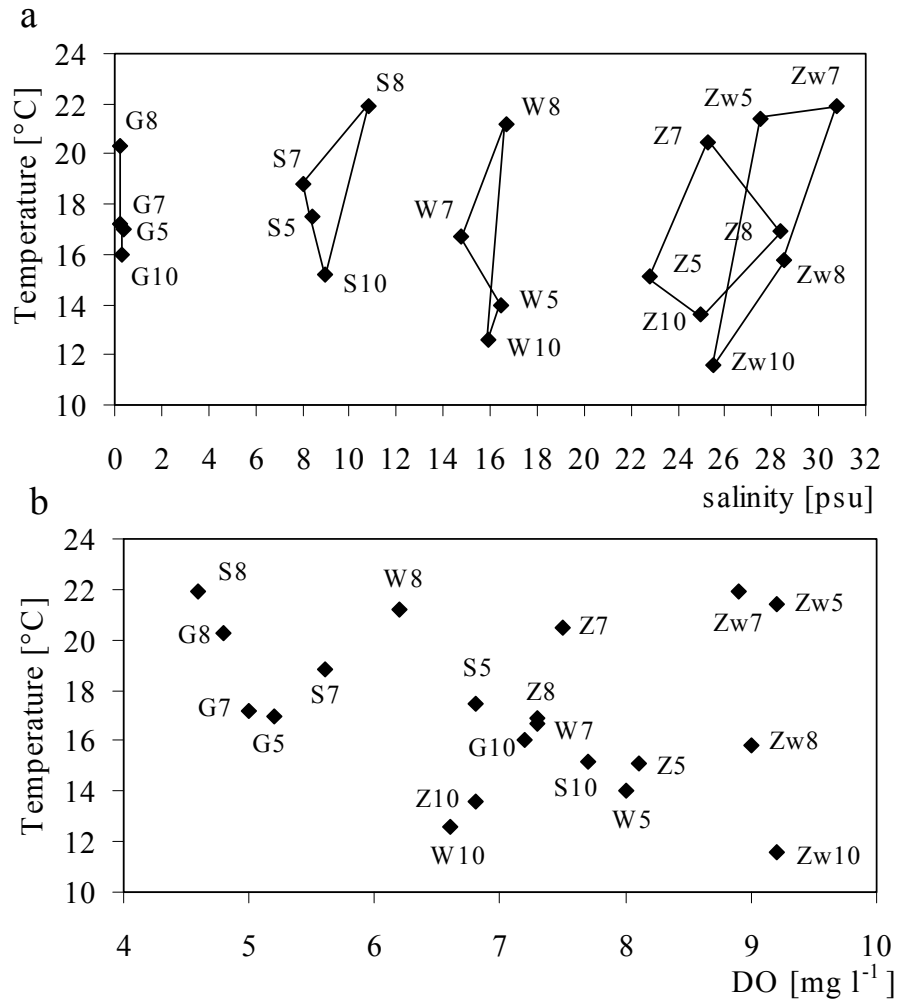 a
Temperature [°C]
24
22
20
18
16
14
12
10
G8
G7
G5
G10
S8
S7
S5
S10
W8
W7
W5
W10
Zw7
Zw5
Z7
Z8
Z5
Zw8
Z10
Zw10
0 2 4 6 8 10 12 14 16 18 20 22 24 26 28 30 32
salinity [psu]
b
Temperature [°C]
24
22
20
18
16
14
12
10
S8
W8
G8
Z7
Zw7
Zw5
S7
S5
G7
G5
Z8
W7
G10
Zw8
S10
Z5
Z10
W5
W10
Zw10
4 5 6 7 8 9 10
DO [mg l-1]